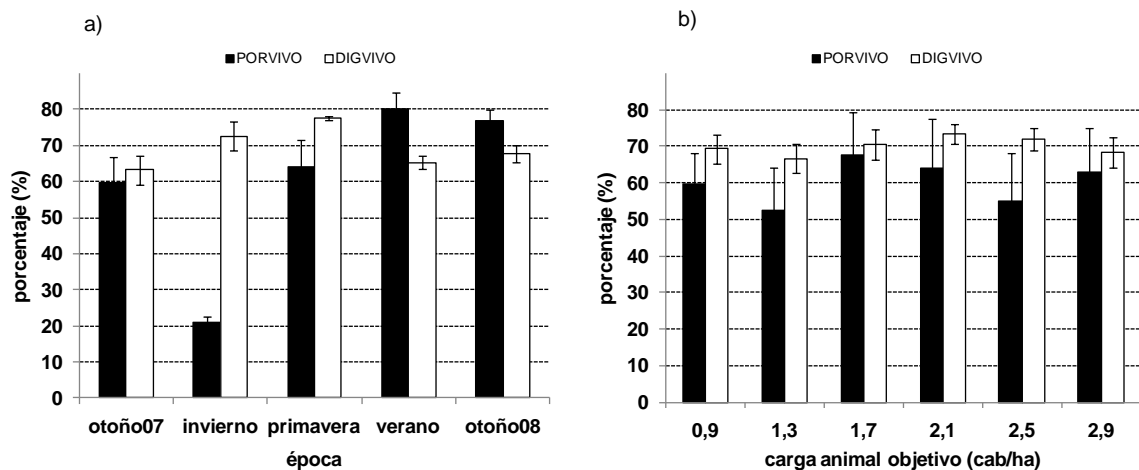 a)
PORVIVO DIGVIVO
porcentaje (%)
80
70
60
50
40
30
20
10
0
otoño07 invierno primavera verano otoño08
época
b)
PORVIVO DIGVIVO
porcentaje (%)
80
70
60
50
40
30
20
10
0
0,9 1,3 1,7 2,1 2,5 2,9
carga animal objetivo (cab/ha)